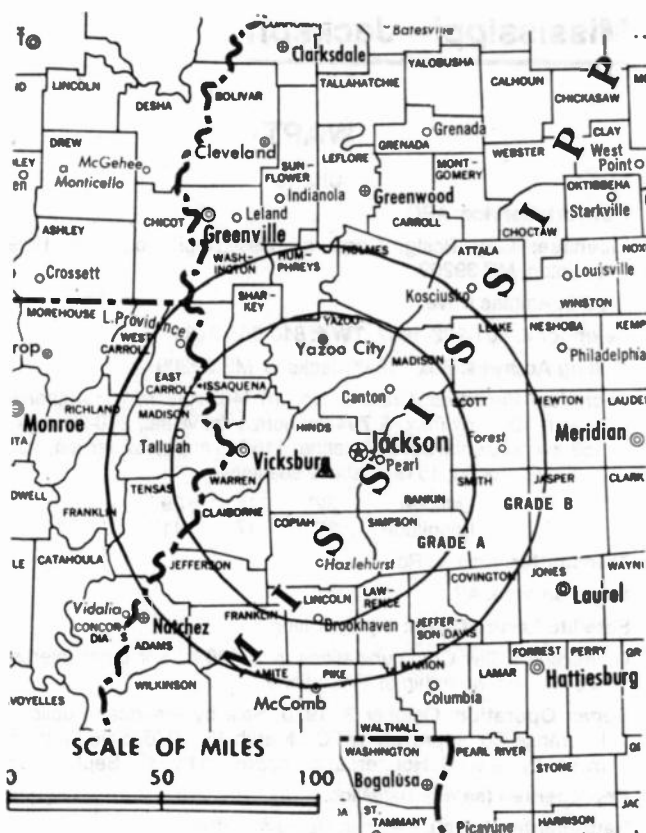 Clarksdale
Batesville
YALOBUSHA
TALLAHATCHIE
CALHOUN
CHICKASAW
LINCOLN
DESHA
BOLIVAR
DREW
McGehee
Monticello
Cleveland
SUN-
FLOWER
LEFLORE
GRENADA
Grenada
MONT-
GOMERY
WEBSTER
CLAY
West
Point
OKTIBBEHA
Starkville
Indianola
Greenwood
CARROLL
CHOCTAW
CHICOT
Leland
Greenville
ASHLEY
Crossett
WASH-
INGTON
HUM-
PHREYS
HOLMES
ATTALA
Kosciusko
Louisville
WINSTON
MOREHOUSE
L. Providence
WEST
CARROLL
SHAR-
KEY
YAZOO
Yazoo City
MADISON
LEAKE
NESHOBA
KEMP
Philadelphia
EAST
CARROLL
ISSAQUENA
Canton
RICHLAND
MADISON
Monroe
Tallulah
HINDS
SCOTT
NEWTON
LAUDE
Vicksburg
Jackson
Pearl
Forest
Meridian
WARREN
TENSAS
RANKIN
SMITH
JASPER
CLARK
GRADE B
FRANKLIN
CLAIBORNE
COPIAH
SIMPSON
GRADE A
CATAHOULA
JEFFERSON
Hazlehurst
COVINGTON
JONES
WAYN
Laurel
Vidalia
CONCOR-
DIA
Natchez
ADAMS
FRANKLIN
LINCOLN
Brookhaven
LAW-
RENCE
JEFFER-
SON DAVIS
FORREST
PERRY
Hattiesburg
WILKINSON
AMITE
PIKE
McComb
MARION
Columbia
LAMAR
AVOYELLES
MISSISSIPP
WALTHALL
SCALE OF MILES
0 50 100
WASHINGTON
PEARL RIVER
STONE
Bogalusa
ST.
TAMMANY
Picayune
HARRISON